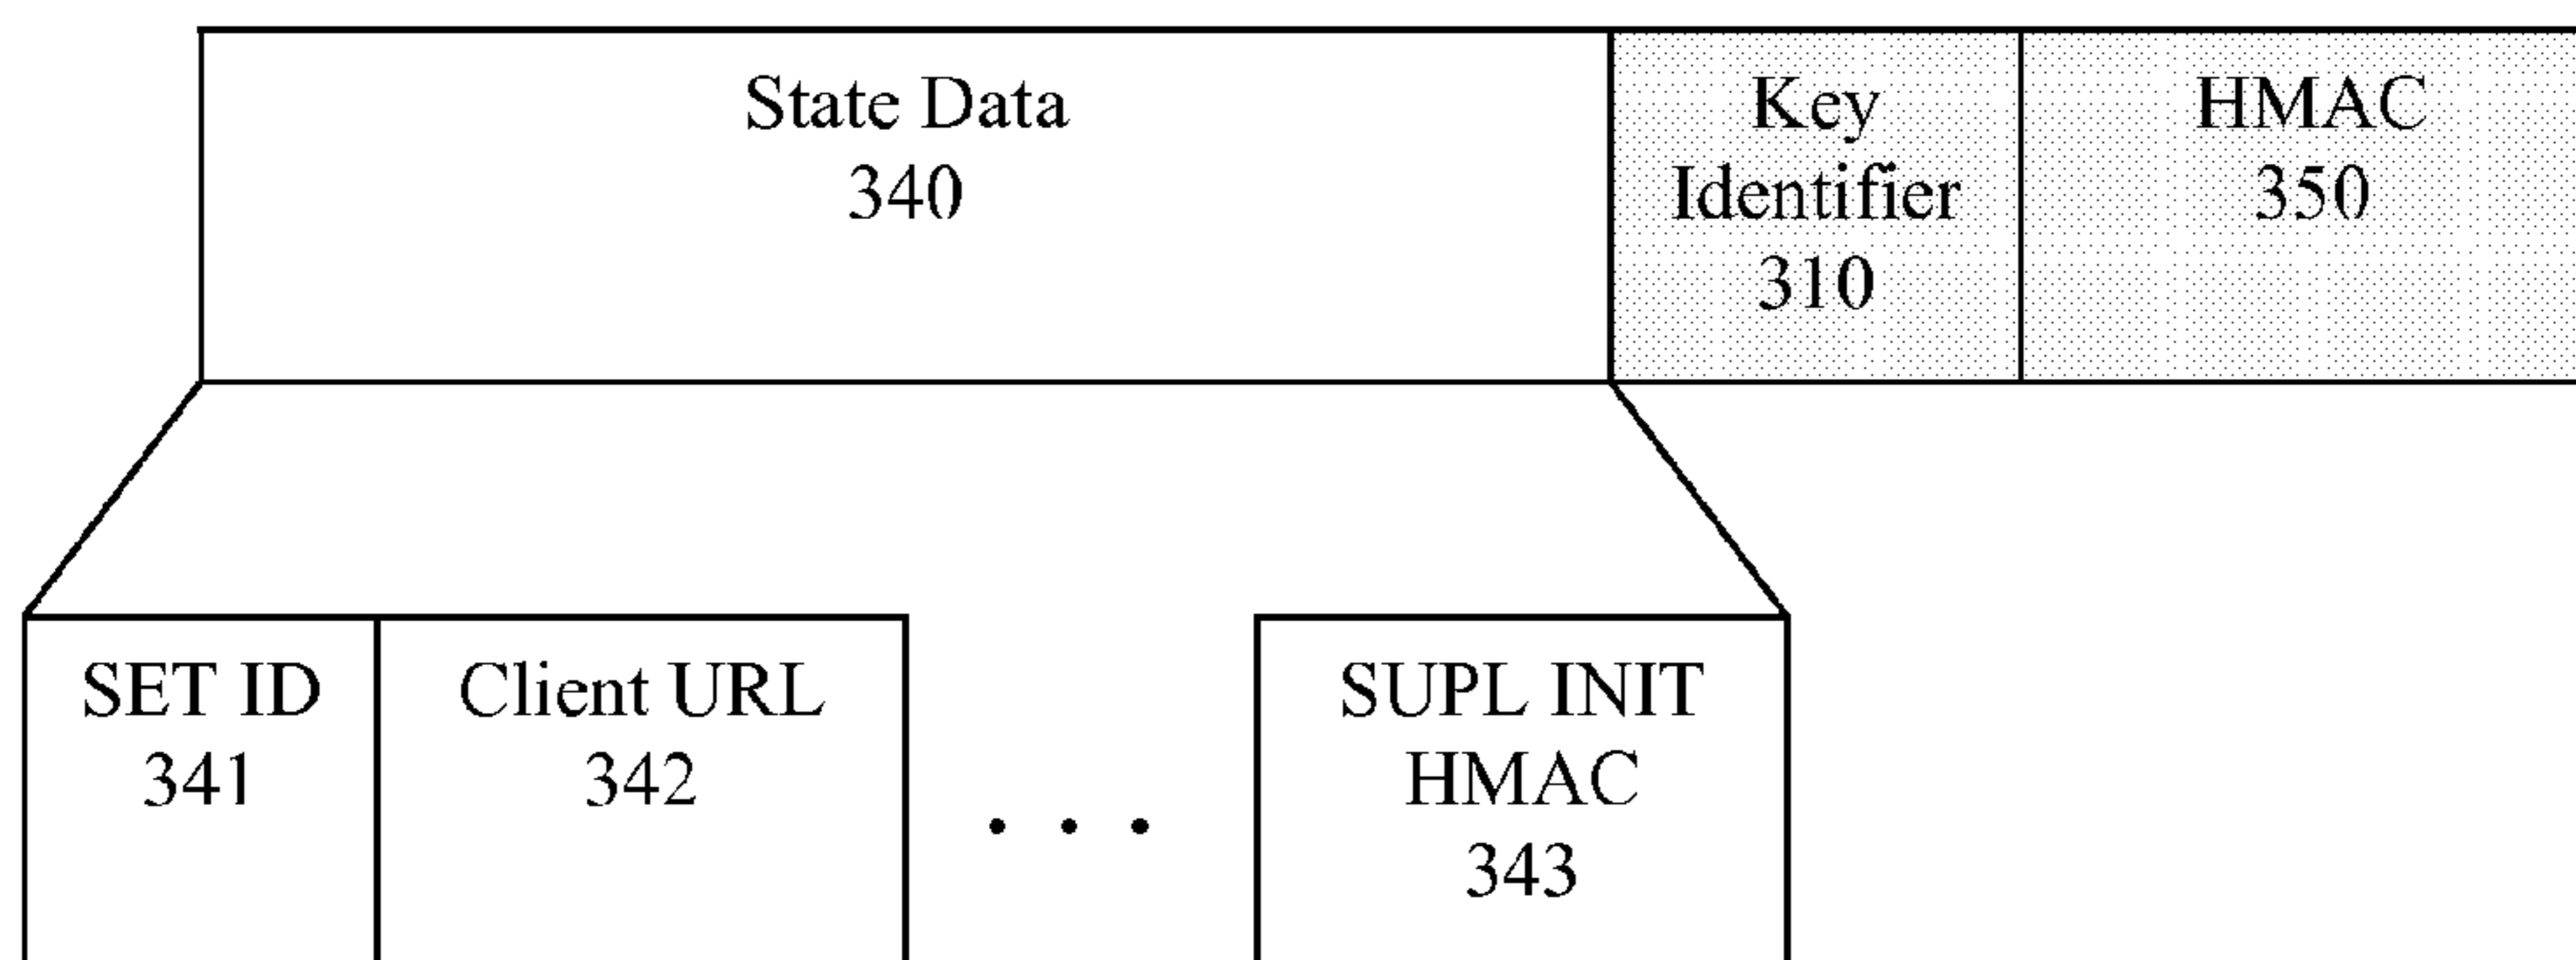 State Data
340
Key
Identifier
310
HMAC
350
SET ID
341
Client URL
342
. . .
SUPL INIT
HMAC
343